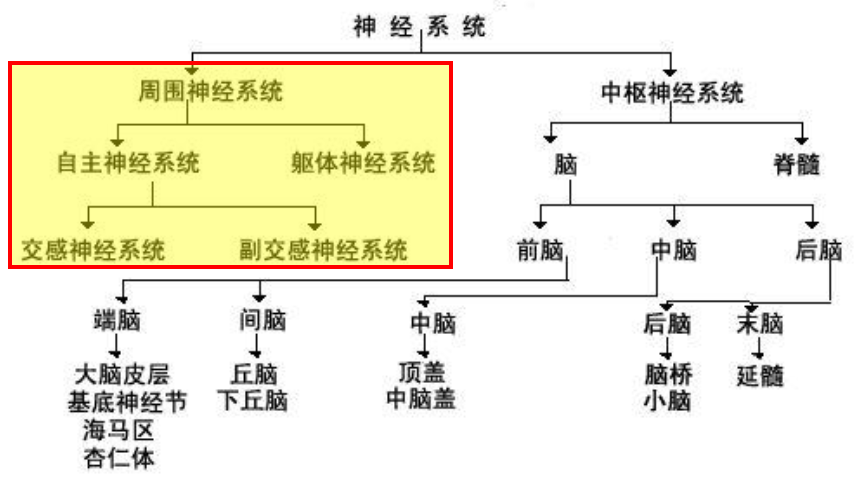 神经系统
周围神经系统
中枢神经系统
自主神经系统
躯体神经系统
脑
脊髓
交感神经系统
副交感神经系统
前脑
中脑
后脑
端脑
间脑
中脑
后脑
末脑
大脑皮层
基底神经节
海马区
杏仁体
丘脑
下丘脑
顶盖
中脑盖
脑桥
小脑
延髓